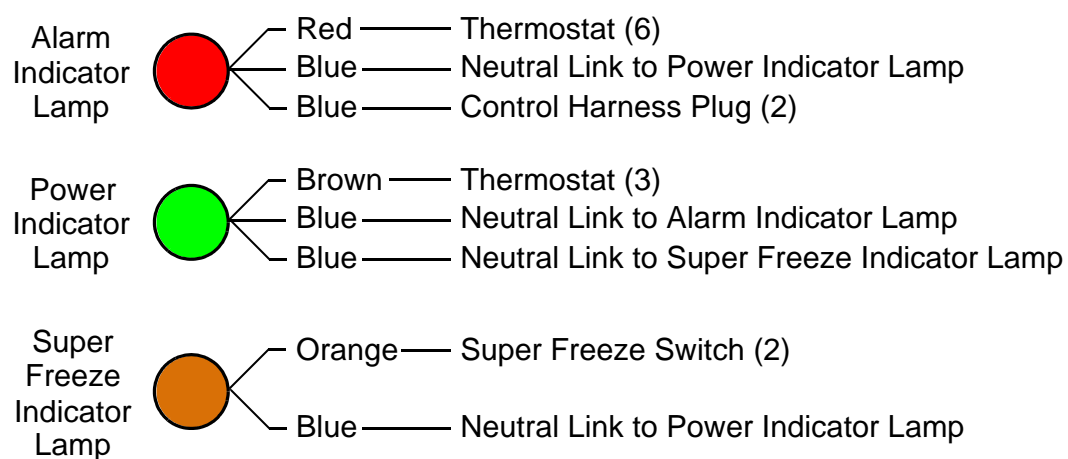 Alarm
Indicator
Lamp
Red Thermostat (6)
Blue Neutral Link to Power Indicator Lamp
Blue Control Harness Plug (2)
Power
Indicator
Lamp
Brown Thermostat (3)
Blue Neutral Link to Alarm Indicator Lamp
Blue Neutral Link to Super Freeze Indicator Lamp
Super
Freeze
Indicator
Lamp
Orange Super Freeze Switch (2)
Blue Neutral Link to Power Indicator Lamp